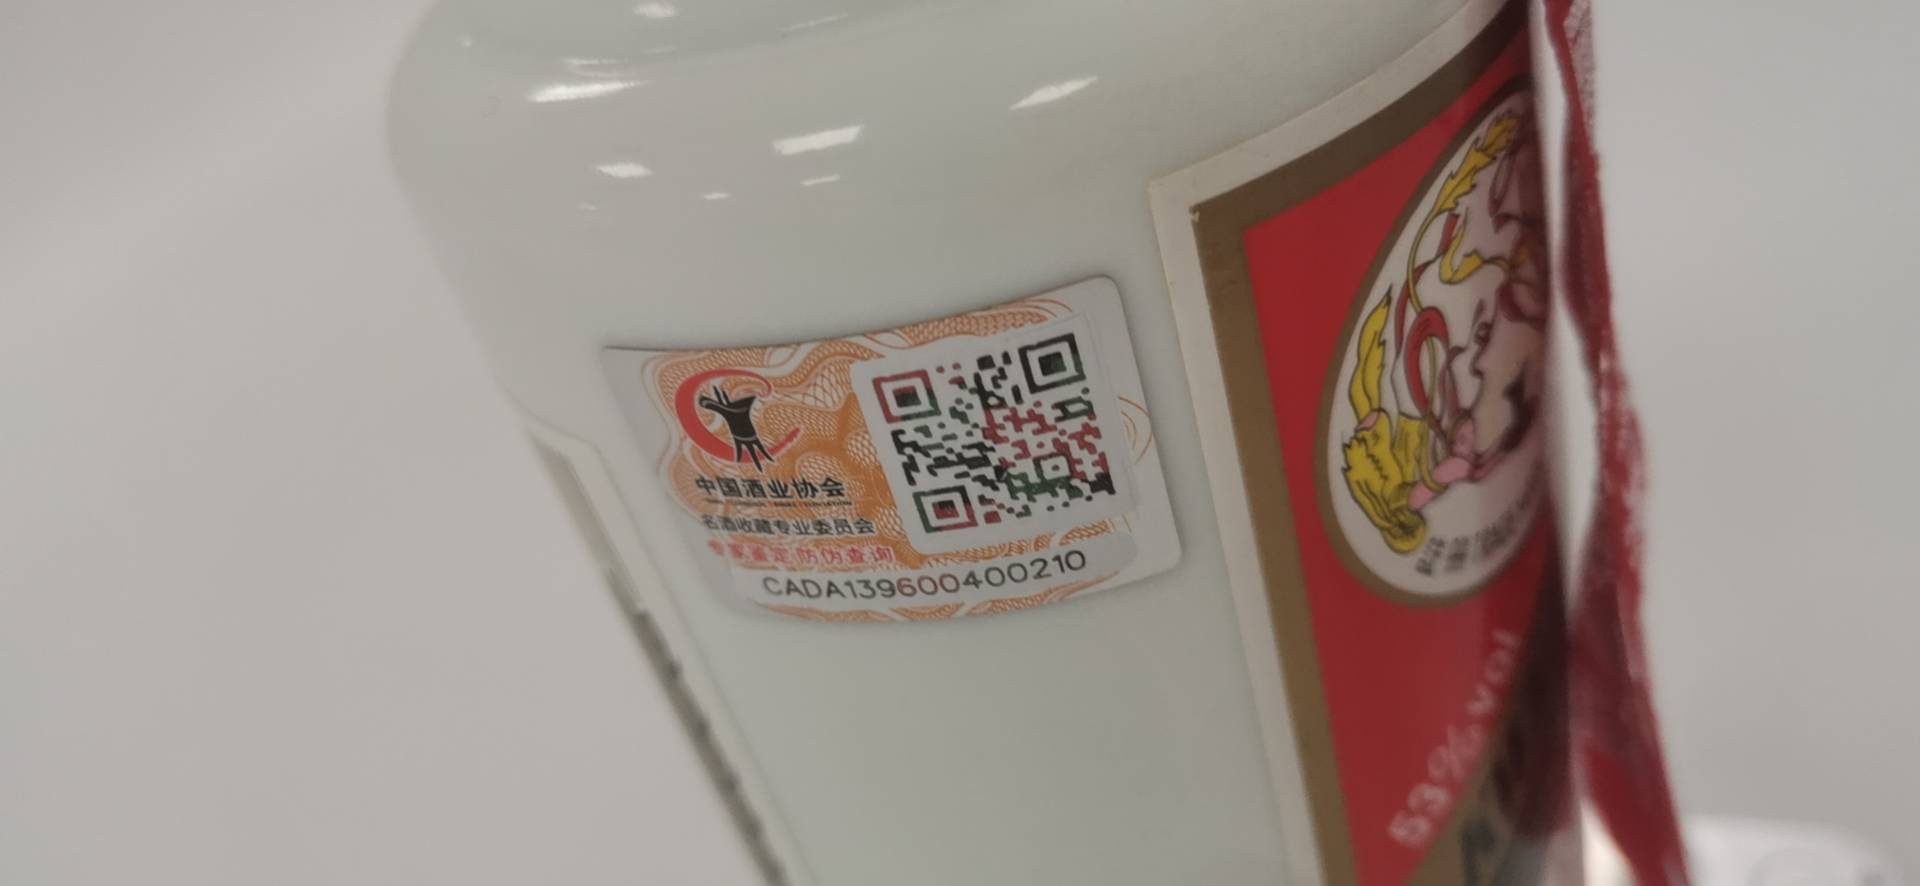 中国酒业协会
名酒收藏专业委员会
专家鉴定 防伪查询
CADA139600400210
53%vol